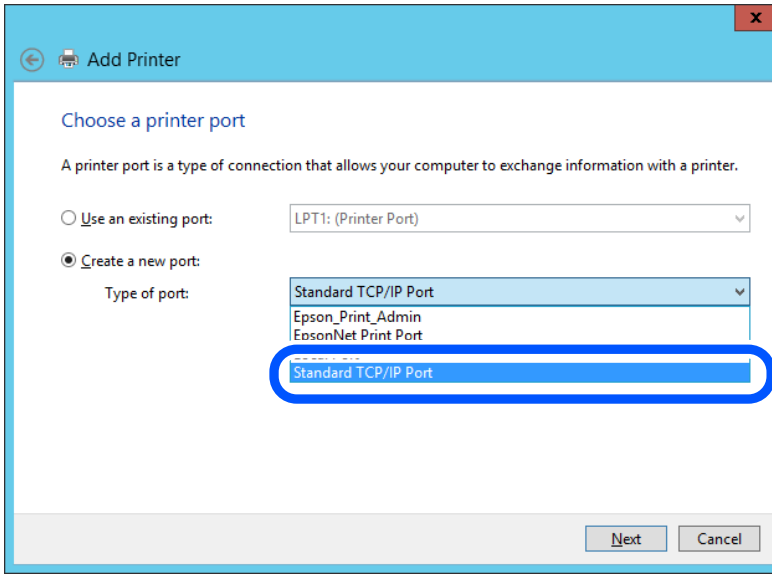 x
Add Printer
Choose a printer port
A printer port is a type of connection that allows your computer to exchange information with a printer.
Use an existing port: LPT1: (Printer Port)
Create a new port:
Type of port: Standard TCP/IP Port
Epson_Print_Admin
EpsonNet Print Port
Standard TCP/IP Port
Next Cancel